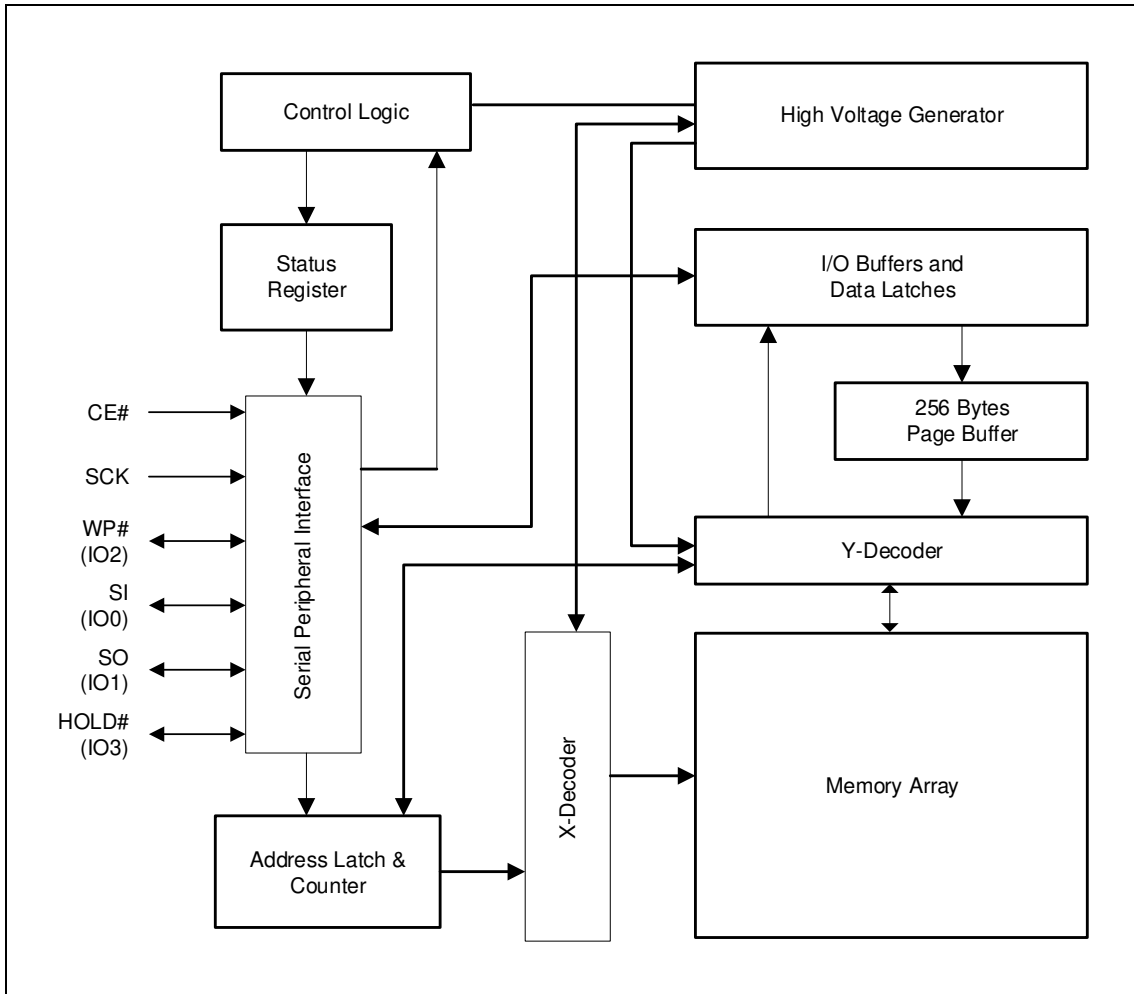 Control Logic
High Voltage Generator
Status
Register
I/O Buffers and
Data Latches
256 Bytes
Page Buffer
Y-Decoder
CE#
SCK
WP#
(IO2)
SI
(IO0)
SO
(IO1)
HOLD#
(IO3)
Serial Peripheral Interface
X-Decoder
Memory Array
Address Latch &
Counter